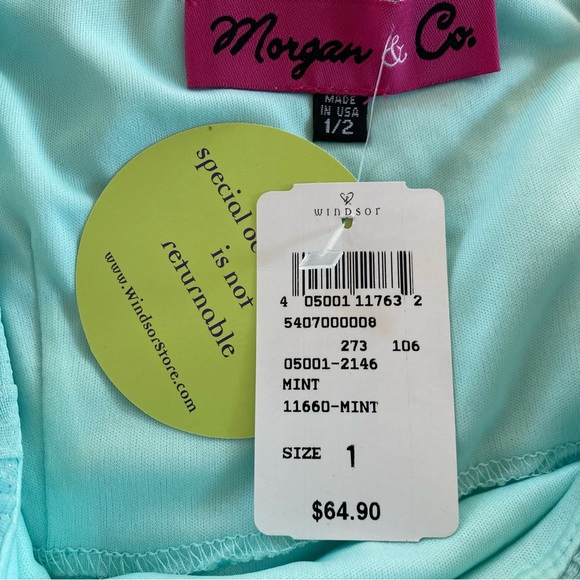 Morgan & Co.
MADE
IN USA
1/2
special oc
is not
returnable
www.WindsorStore.com
WINDSOR
4 05001 11763 2
5407000008
273 106
05001-2146
MINT
11660-MINT
SIZE 1
$64.90